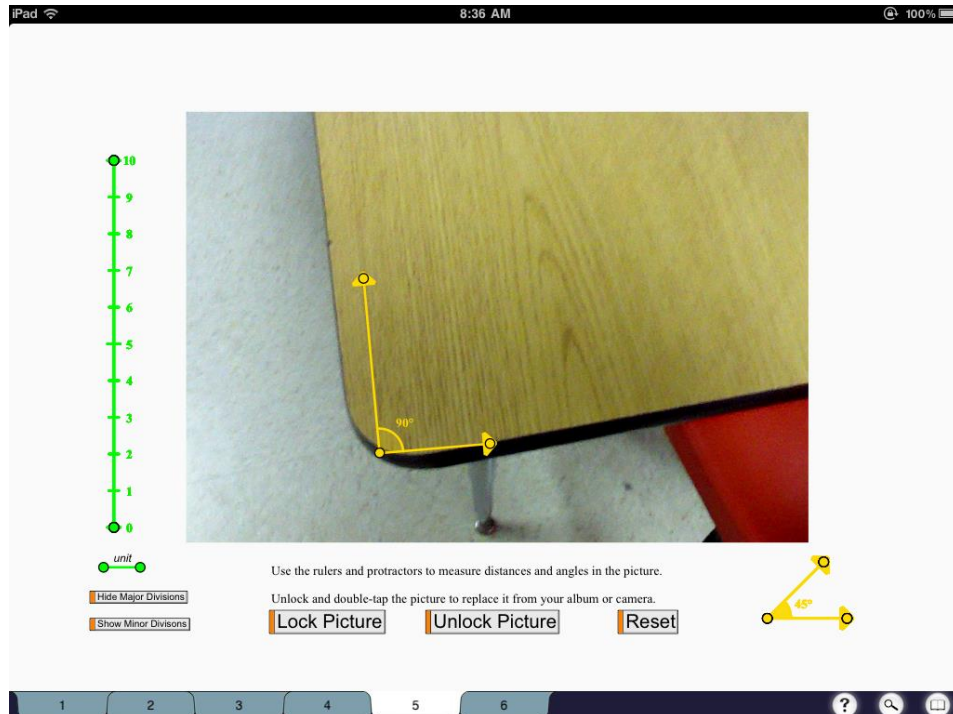 iPad 8:36 AM 100%
10
9
8
7
6
5
4
3
2
1
0
90°
unit
Hide Major Divisions
Show Minor Divisons
Use the rulers and protractors to measure distances and angles in the picture.
Unlock and double-tap the picture to replace it from your album or camera.
Lock Picture Unlock Picture Reset
45°
1 2 3 4 5 6 ?